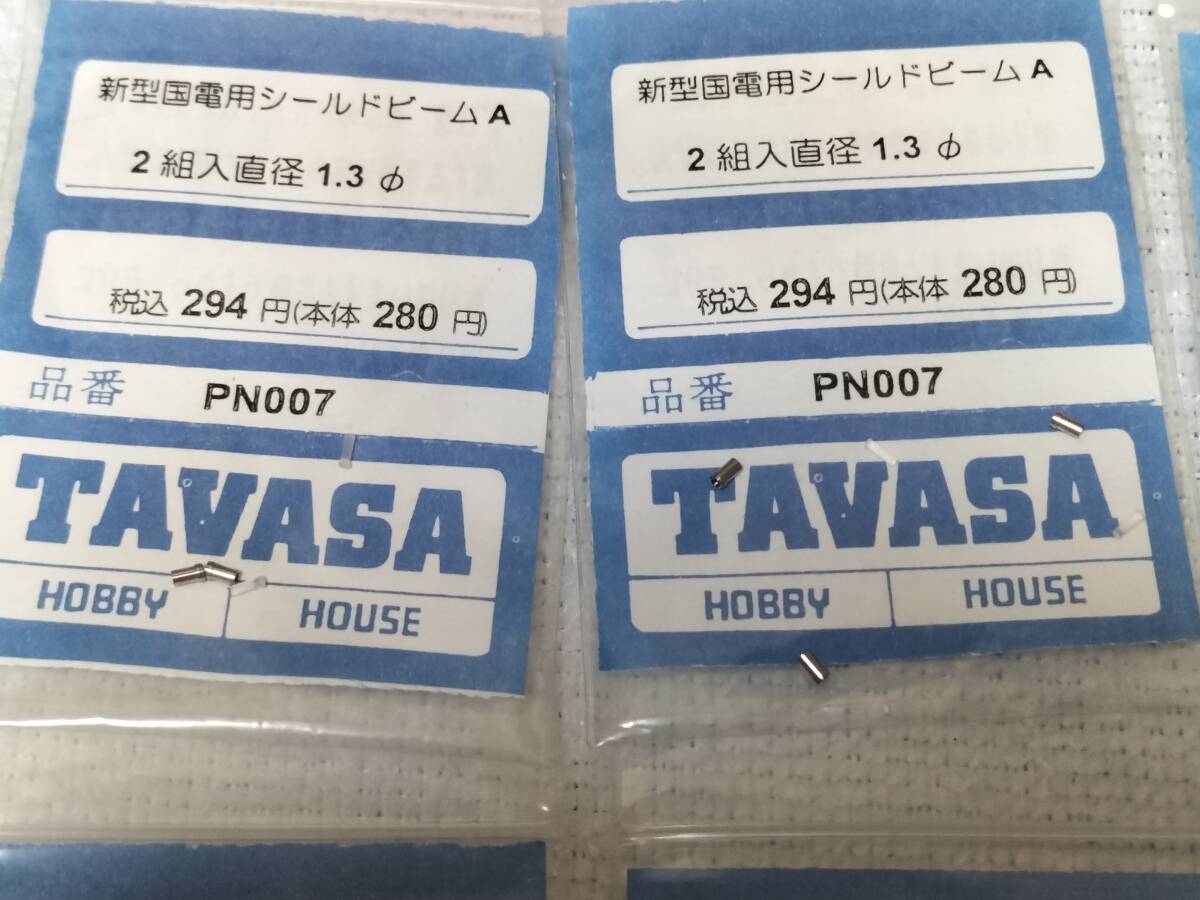 新型国電用シールドビーム A
2 組入直径 1.3 φ
税込 294 円(本体 280 円)
品番 PN007
TAVASA
HOBBY HOUSE
新型国電用シールドビーム A
2 組入直径 1.3 φ
税込 294 円(本体 280 円)
品番 PN007
TAVASA
HOBBY HOUSE